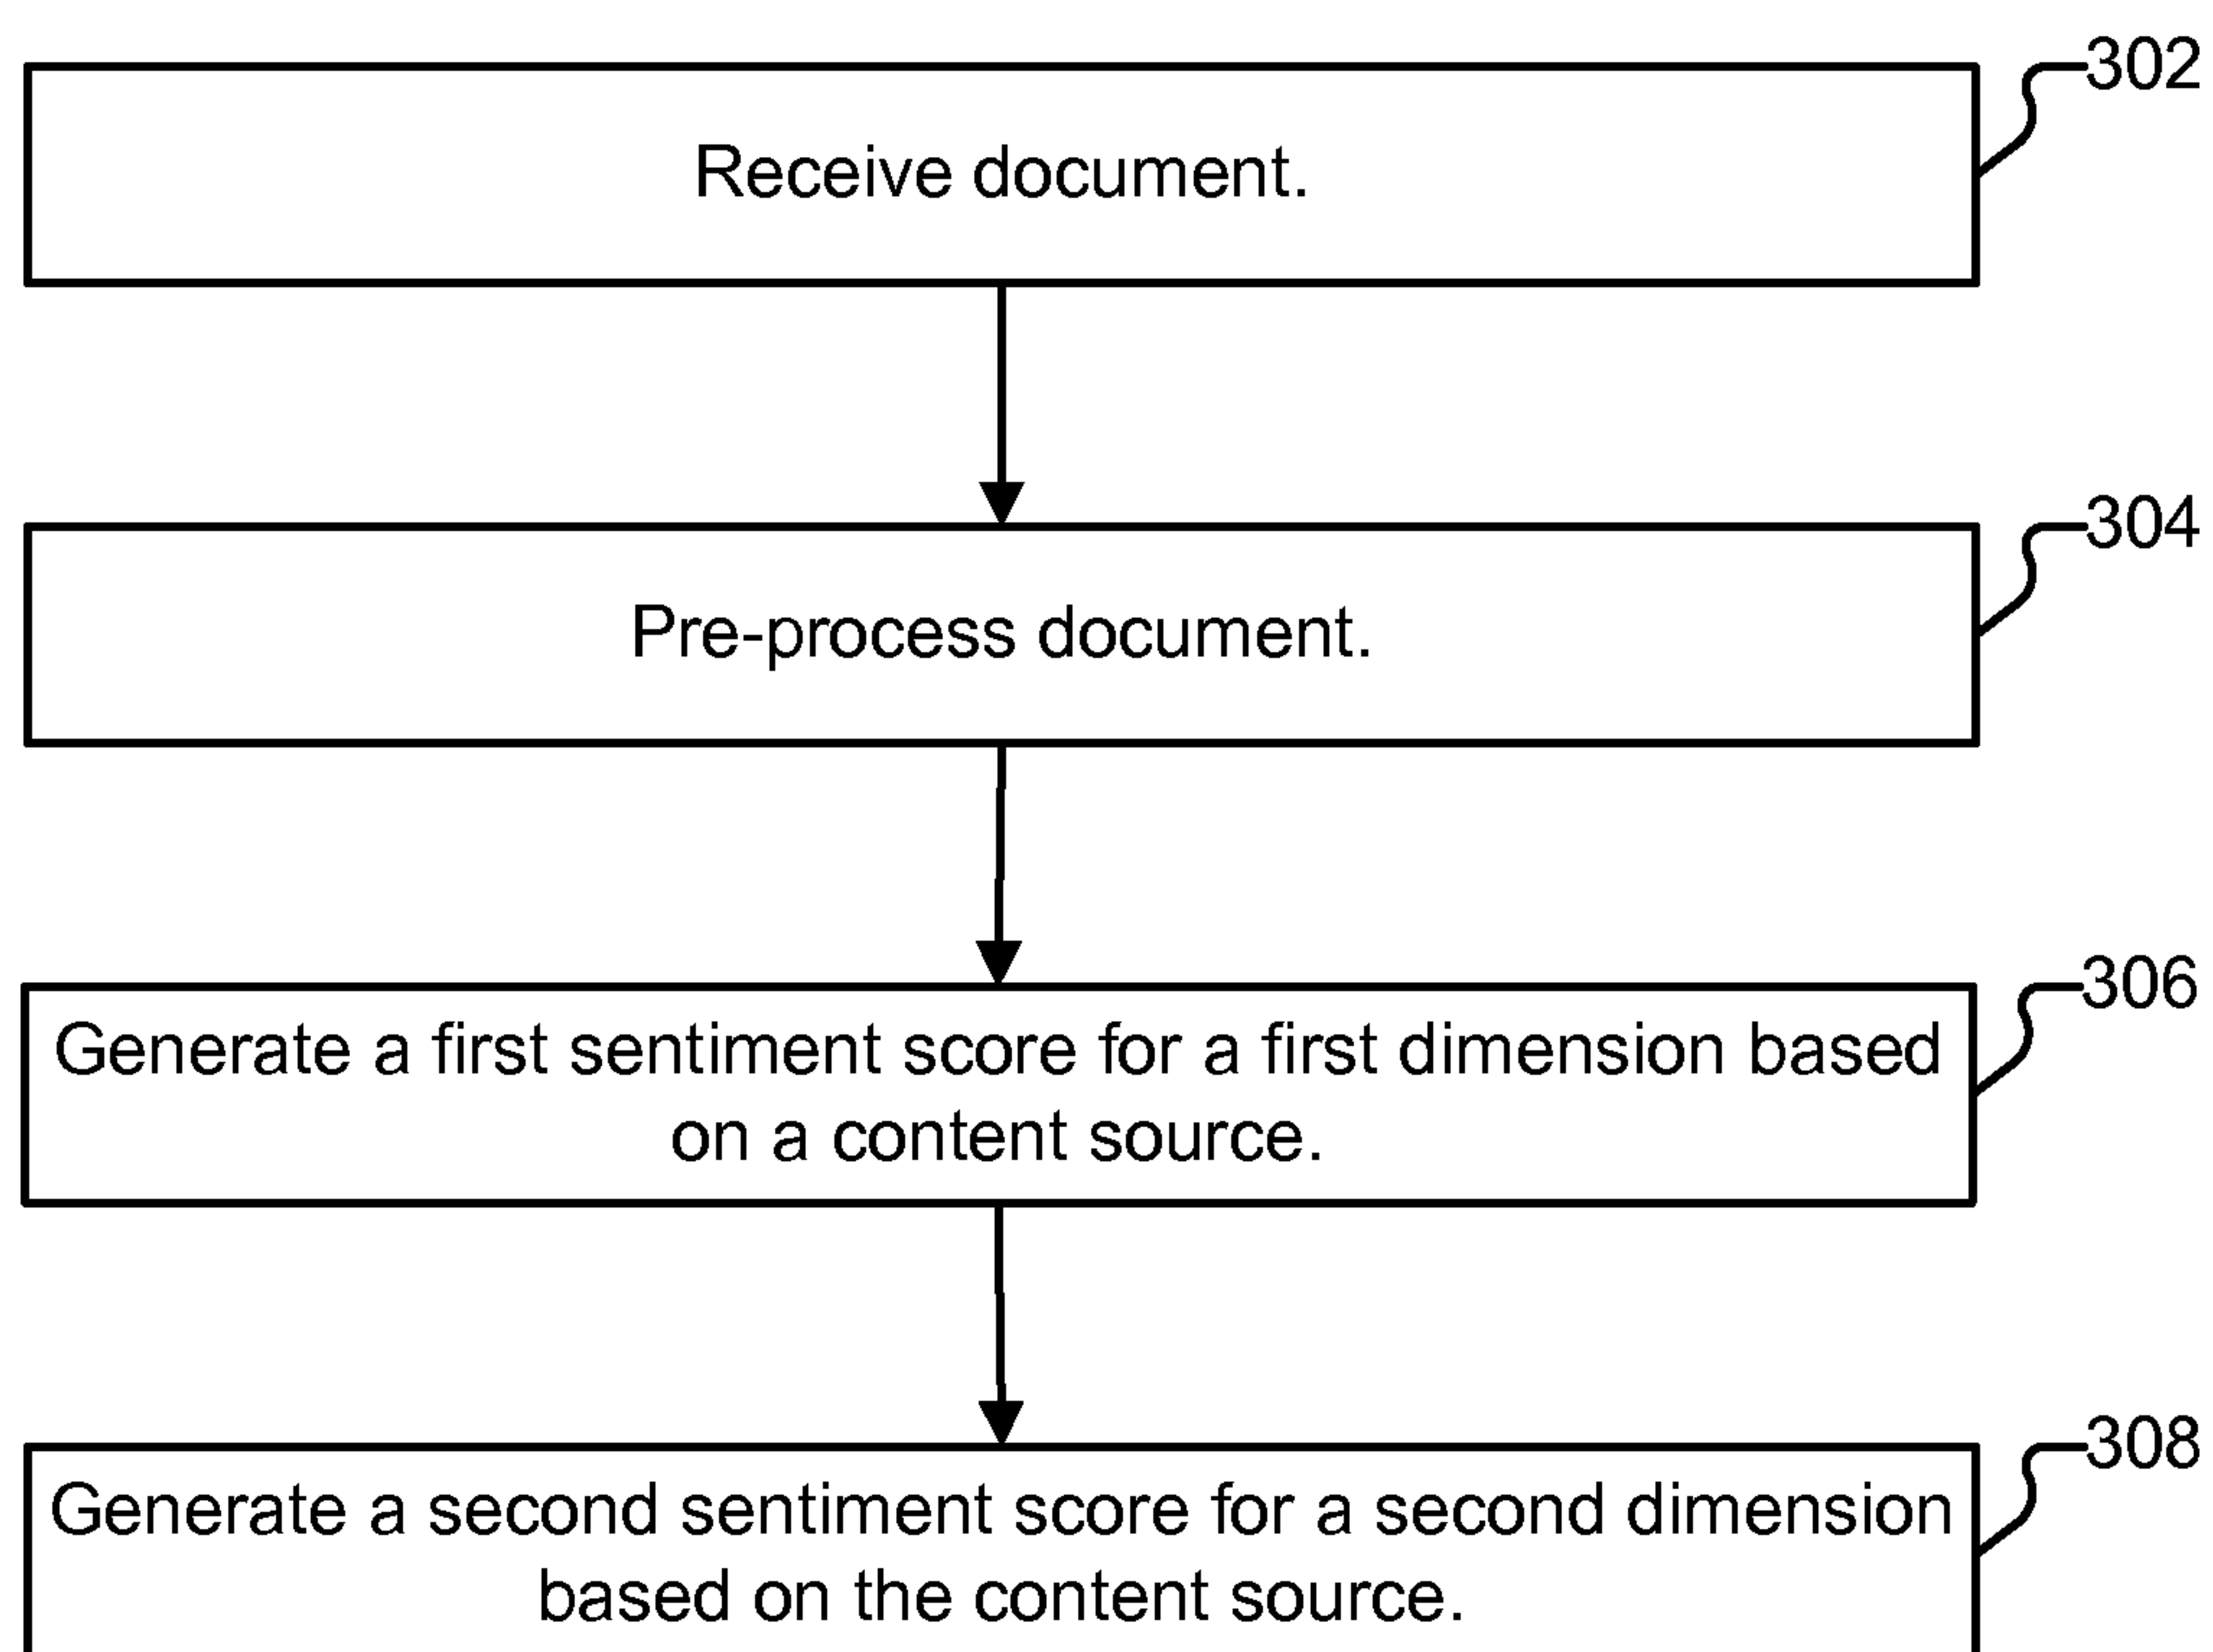 302
Receive document.
304
Pre-process document.
306
Generate a first sentiment score for a first dimension based
on a content source.
308
Generate a second sentiment score for a second dimension
based on the content source.